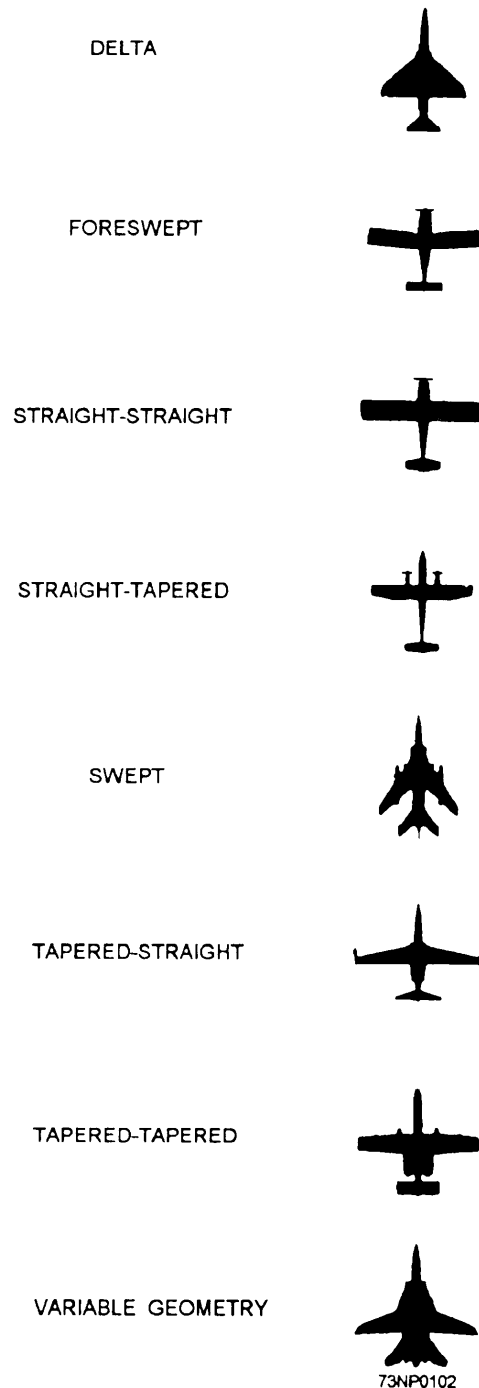 DELTA
FORESWEPT
STRAIGHT-STRAIGHT
STRAIGHT-TAPERED
SWEPT
TAPERED-STRAIGHT
TAPERED-TAPERED
VARIABLE GEOMETRY
73NP0102